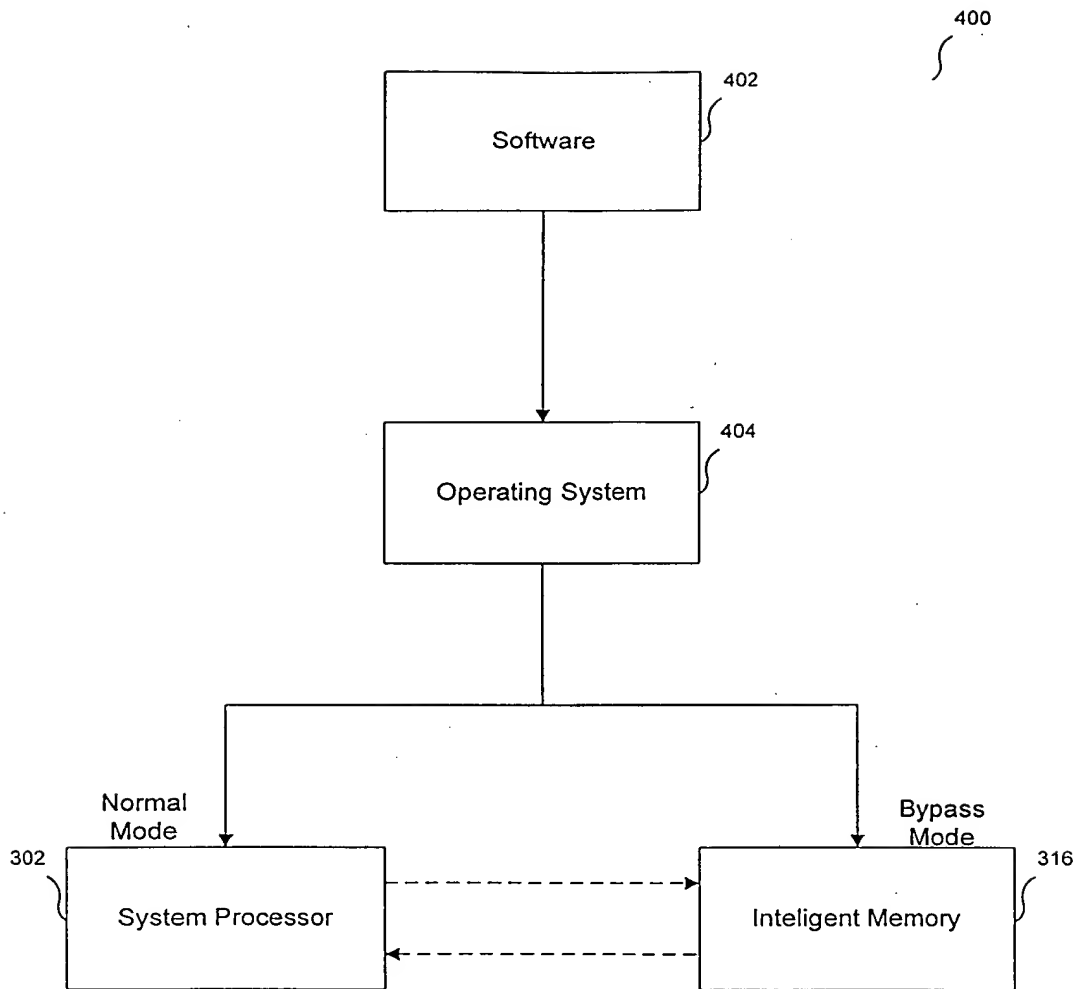 400
402
Software
404
Operating System
Normal
Mode
Bypass
Mode
302
System Processor
316
Inteligent Memory